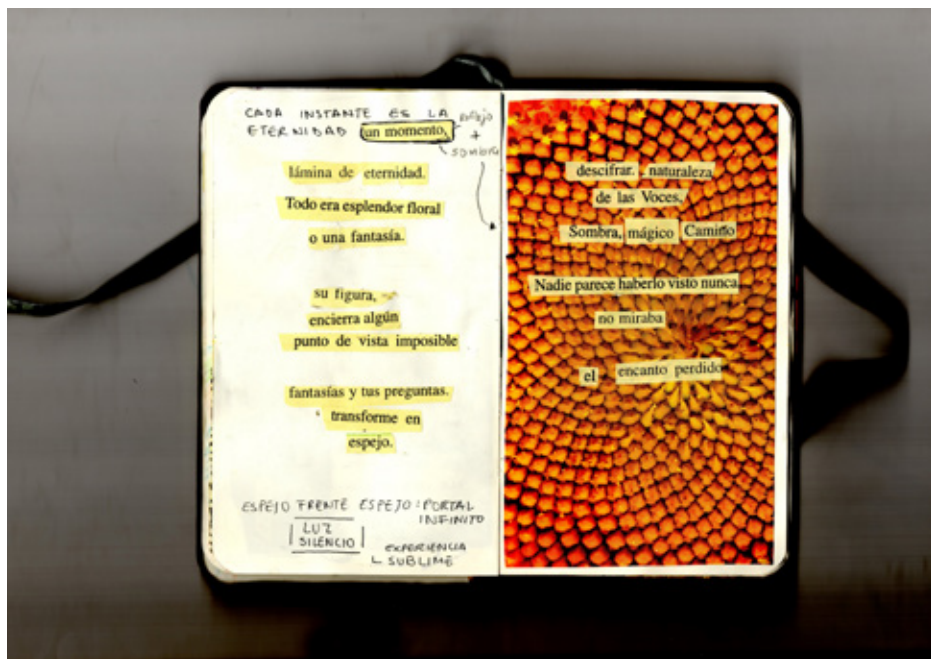 CADA INSTANTE ES LA
ETERNIDAD un momento,
reflejo
+
sombra
lámina de eternidad.
Todo era esplendor floral
o una fantasía.
su figura,
encierra algún
punto de vista imposible
fantasías y tus preguntas.
transforme en
espejo.
ESPEJO FRENTE ESPEJO: PORTAL
INFINITO
LUZ
SILENCIO
EXPERIENCIA
SUBLIME
descifrar. naturaleza,
de las Voces,
Sombra, mágico Camino
Nadie parece haberlo visto nunca.
no miraba
el encanto perdido